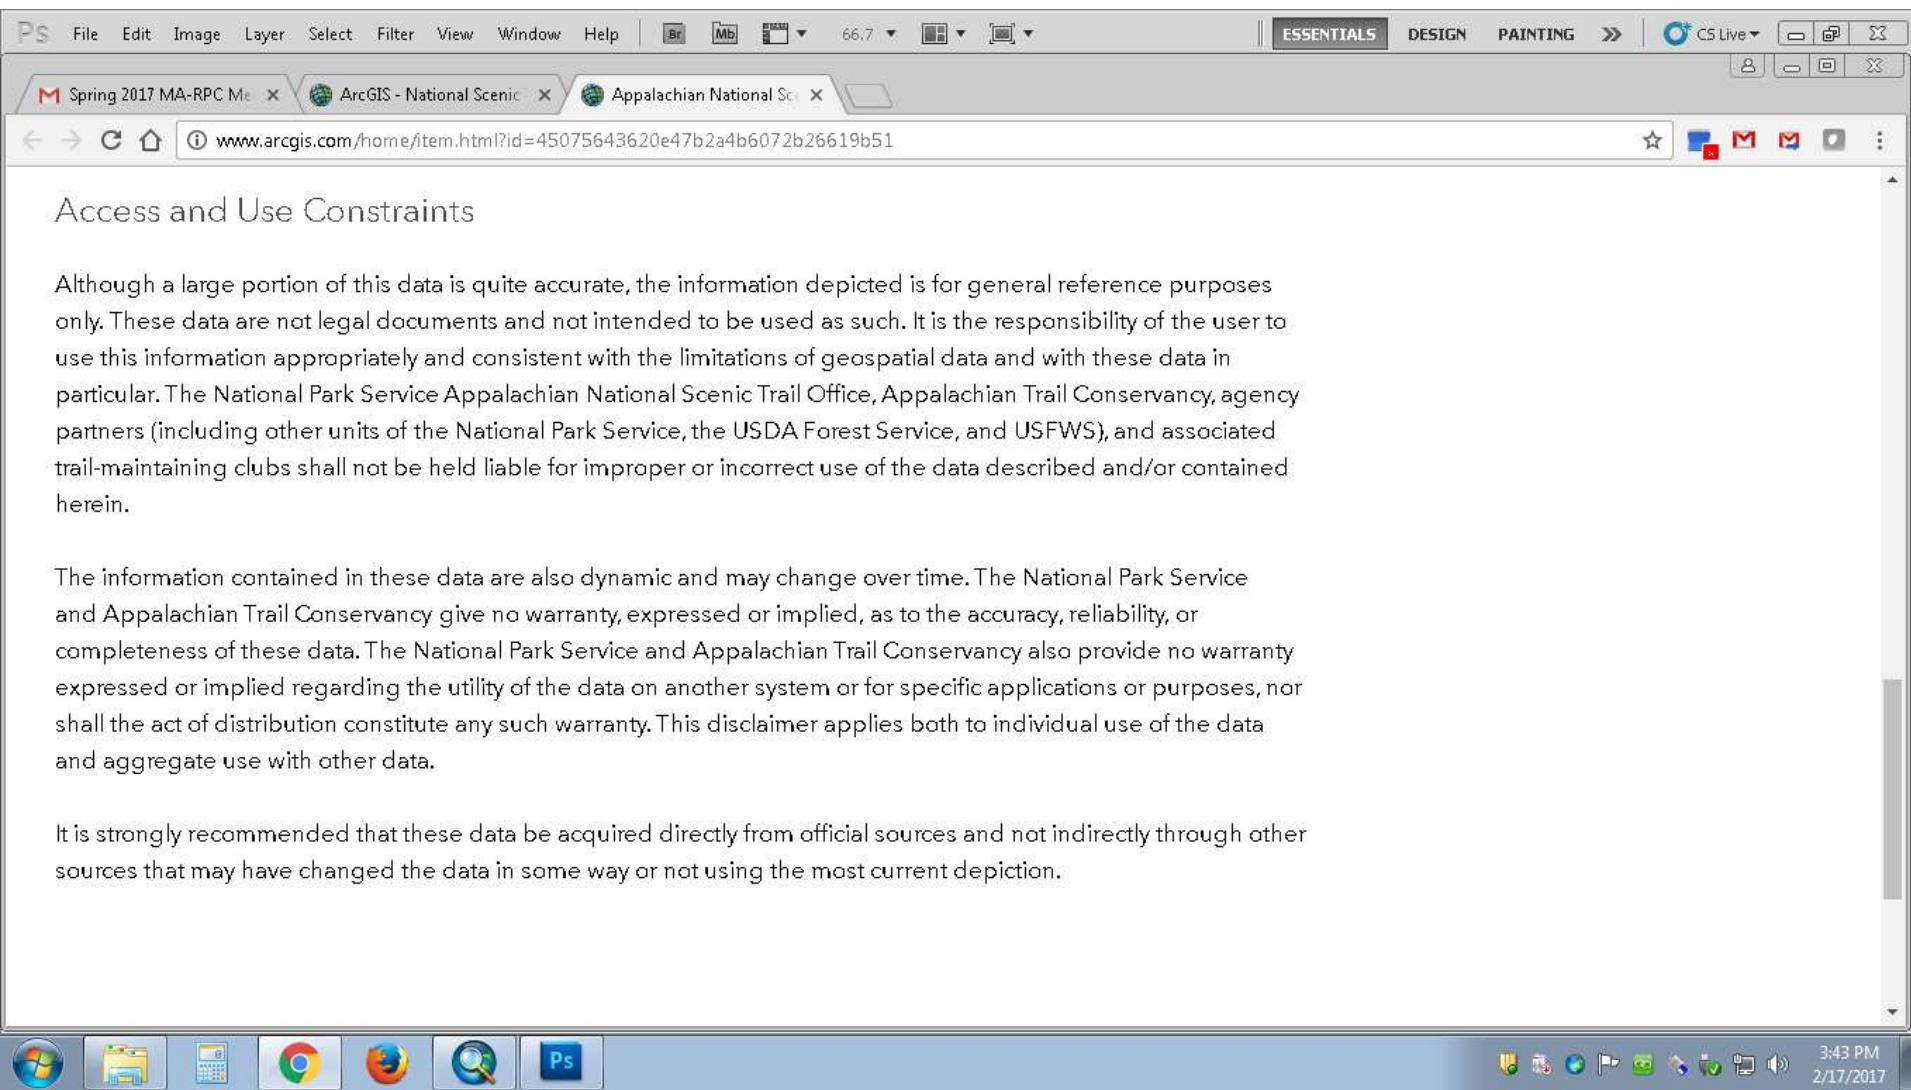 Ps File Edit Image Layer Select Filter View Window Help Br Mb 66.7 ESSENTIALS DESIGN PAINTING CS Live
Spring 2017 MA-RPC Me ArcGIS - National Scenic Appalachian National Sc
www.arcgis.com/home/item.html?id=45075643620e47b2a4b6072b26619b51
Access and Use Constraints
Although a large portion of this data is quite accurate, the information depicted is for general reference purposes
only. These data are not legal documents and not intended to be used as such. It is the responsibility of the user to
use this information appropriately and consistent with the limitations of geospatial data and with these data in
particular. The National Park Service Appalachian National Scenic Trail Office, Appalachian Trail Conservancy, agency
partners (including other units of the National Park Service, the USDA Forest Service, and USFWS), and associated
trail-maintaining clubs shall not be held liable for improper or incorrect use of the data described and/or contained
herein.
The information contained in these data are also dynamic and may change over time. The National Park Service
and Appalachian Trail Conservancy give no warranty, expressed or implied, as to the accuracy, reliability, or
completeness of these data. The National Park Service and Appalachian Trail Conservancy also provide no warranty
expressed or implied regarding the utility of the data on another system or for specific applications or purposes, nor
shall the act of distribution constitute any such warranty. This disclaimer applies both to individual use of the data
and aggregate use with other data.
It is strongly recommended that these data be acquired directly from official sources and not indirectly through other
sources that may have changed the data in some way or not using the most current depiction.
Ps
3:43 PM
2/17/2017